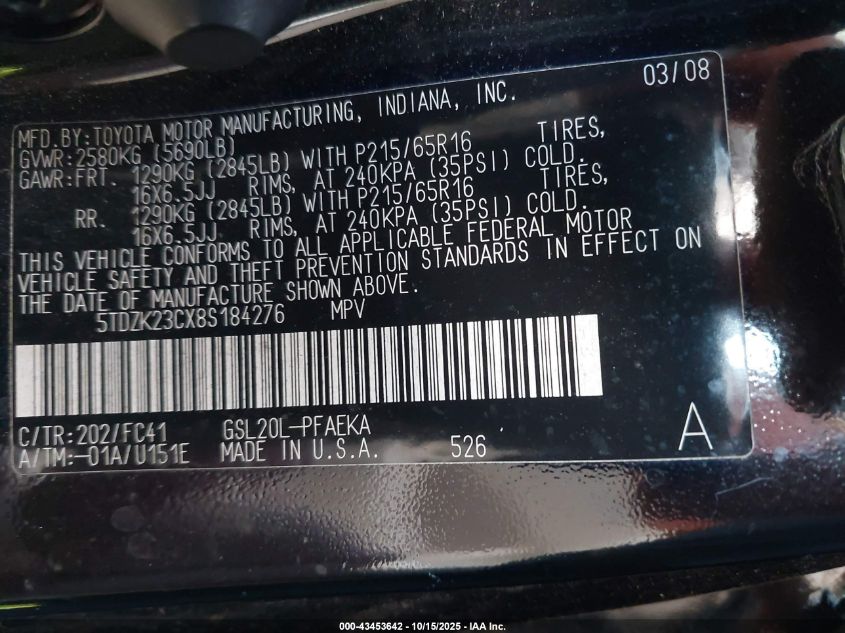 03/08
MFD.BY:TOYOTA MOTOR MANUFACTURING, INDIANA, INC.
GVWR:2580KG (5690LB)
GAWR:FRT. 1290KG (2845LB) WITH P215/65R16 TIRES,
16X6.5JJ RIMS, AT 240KPA (35PSI) COLD.
RR. 1290KG (2845LB) WITH P215/65R16 TIRES,
16X6.5JJ RIMS, AT 240KPA (35PSI) COLD.
THIS VEHICLE CONFORMS TO ALL APPLICABLE FEDERAL MOTOR
VEHICLE SAFETY AND THEFT PREVENTION STANDARDS IN EFFECT ON
THE DATE OF MANUFACTURE SHOWN ABOVE.
5TDZK23CX8S184276 MPV
C/TR:202/FC41 GSL20L-PFAEKA
A/TM:-01A/U151E MADE IN U.S.A. 526 A
000-43453642 - 10/15/2025 - IAA Inc.